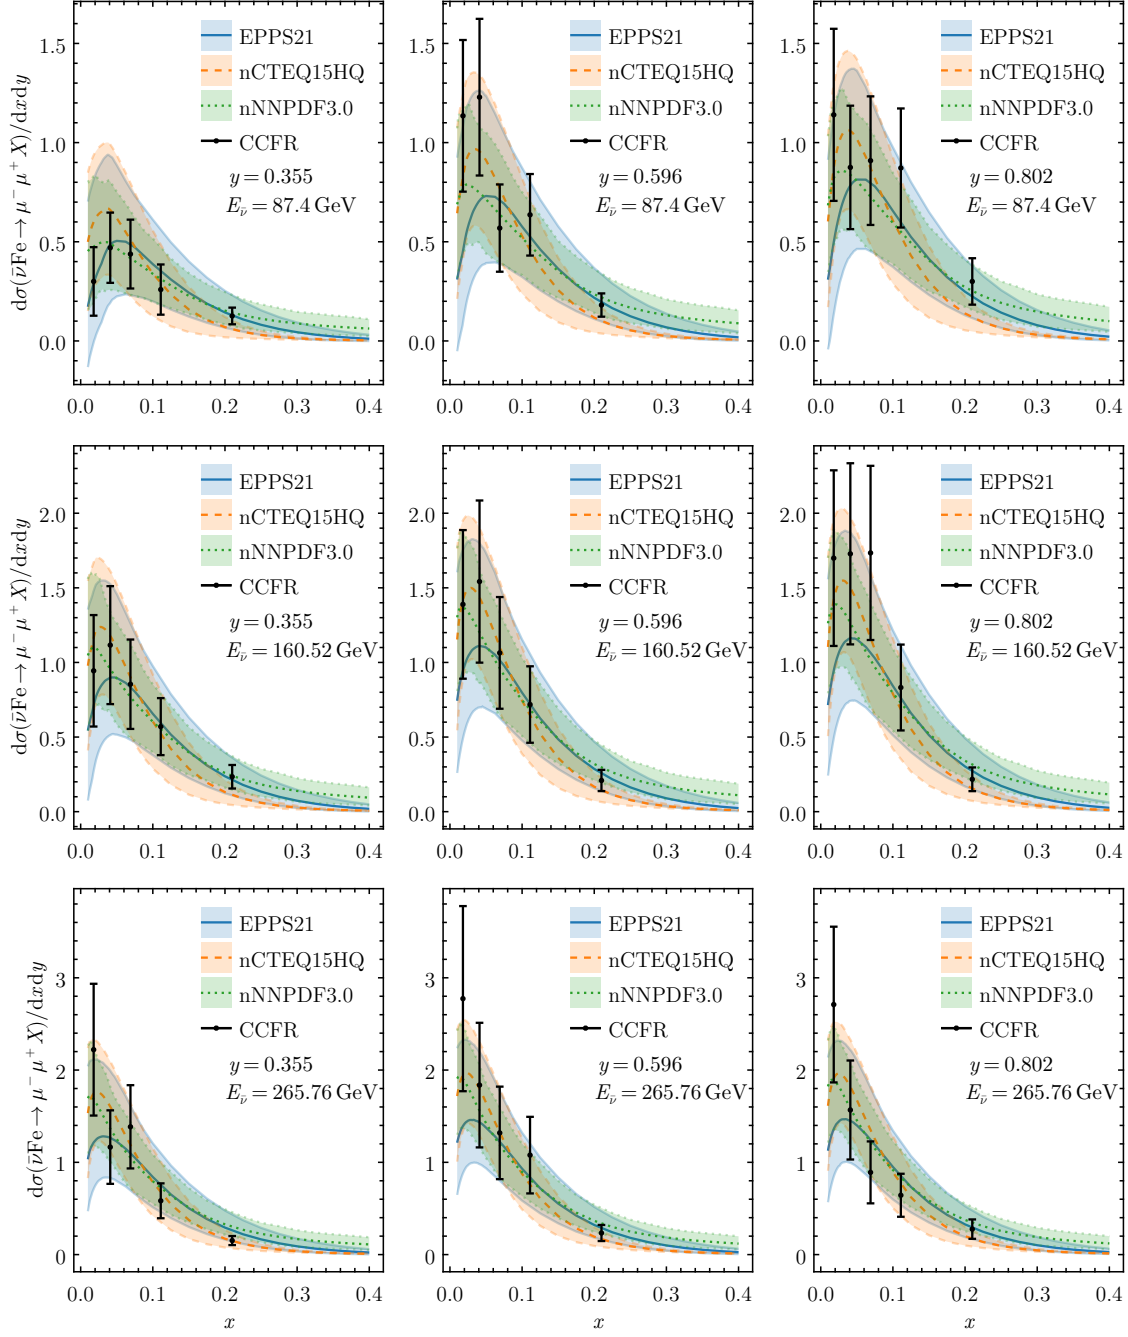 dσ(ν̄Fe → μ⁻ μ⁺ X)/dxdy
1.5
1.0
0.5
0.0
EPPS21
nCTEQ15HQ
nNNPDF3.0
CCFR
y = 0.355
E_ν̄ = 87.4 GeV
0.0 0.1 0.2 0.3 0.4
EPPS21
nCTEQ15HQ
nNNPDF3.0
CCFR
y = 0.596
E_ν̄ = 87.4 GeV
0.0 0.1 0.2 0.3 0.4
EPPS21
nCTEQ15HQ
nNNPDF3.0
CCFR
y = 0.802
E_ν̄ = 87.4 GeV
0.0 0.1 0.2 0.3 0.4
dσ(ν̄Fe → μ⁻ μ⁺ X)/dxdy
2.0
1.5
1.0
0.5
0.0
EPPS21
nCTEQ15HQ
nNNPDF3.0
CCFR
y = 0.355
E_ν̄ = 160.52 GeV
0.0 0.1 0.2 0.3 0.4
EPPS21
nCTEQ15HQ
nNNPDF3.0
CCFR
y = 0.596
E_ν̄ = 160.52 GeV
0.0 0.1 0.2 0.3 0.4
EPPS21
nCTEQ15HQ
nNNPDF3.0
CCFR
y = 0.802
E_ν̄ = 160.52 GeV
0.0 0.1 0.2 0.3 0.4
dσ(ν̄Fe → μ⁻ μ⁺ X)/dxdy
3
2
1
0
EPPS21
nCTEQ15HQ
nNNPDF3.0
CCFR
y = 0.355
E_ν̄ = 265.76 GeV
0.0 0.1 0.2 0.3 0.4
x
EPPS21
nCTEQ15HQ
nNNPDF3.0
CCFR
y = 0.596
E_ν̄ = 265.76 GeV
0.0 0.1 0.2 0.3 0.4
x
EPPS21
nCTEQ15HQ
nNNPDF3.0
CCFR
y = 0.802
E_ν̄ = 265.76 GeV
0.0 0.1 0.2 0.3 0.4
x